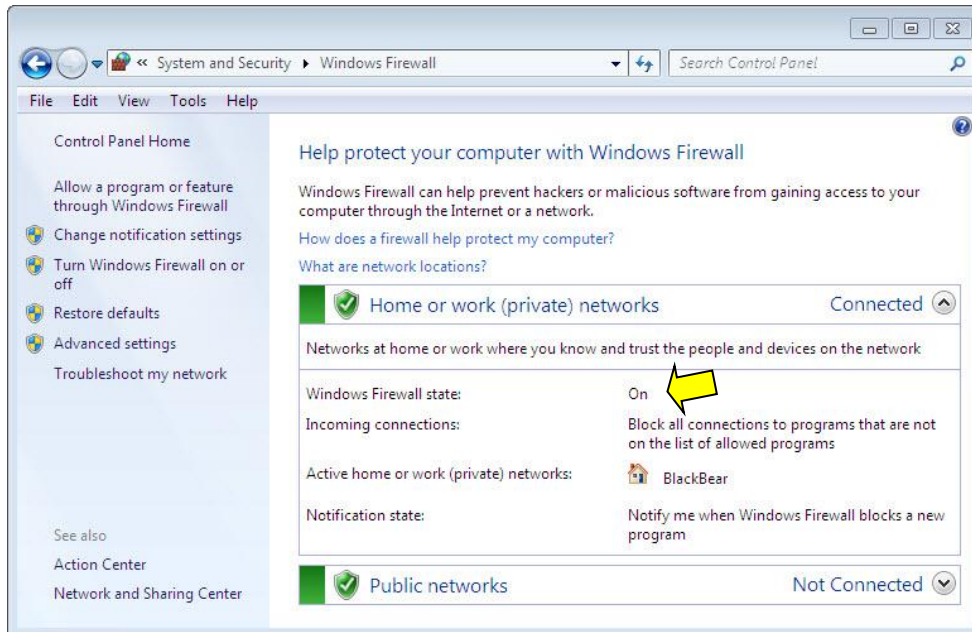 « System and Security ▸ Windows Firewall
Search Control Panel
File Edit View Tools Help
Control Panel Home
Allow a program or feature
through Windows Firewall
Change notification settings
Turn Windows Firewall on or
off
Restore defaults
Advanced settings
Troubleshoot my network
See also
Action Center
Network and Sharing Center
Help protect your computer with Windows Firewall
Windows Firewall can help prevent hackers or malicious software from gaining access to your
computer through the Internet or a network.
How does a firewall help protect my computer?
What are network locations?
Home or work (private) networks Connected
Networks at home or work where you know and trust the people and devices on the network
Windows Firewall state: On
Incoming connections: Block all connections to programs that are not
on the list of allowed programs
Active home or work (private) networks: BlackBear
Notification state: Notify me when Windows Firewall blocks a new
program
Public networks Not Connected